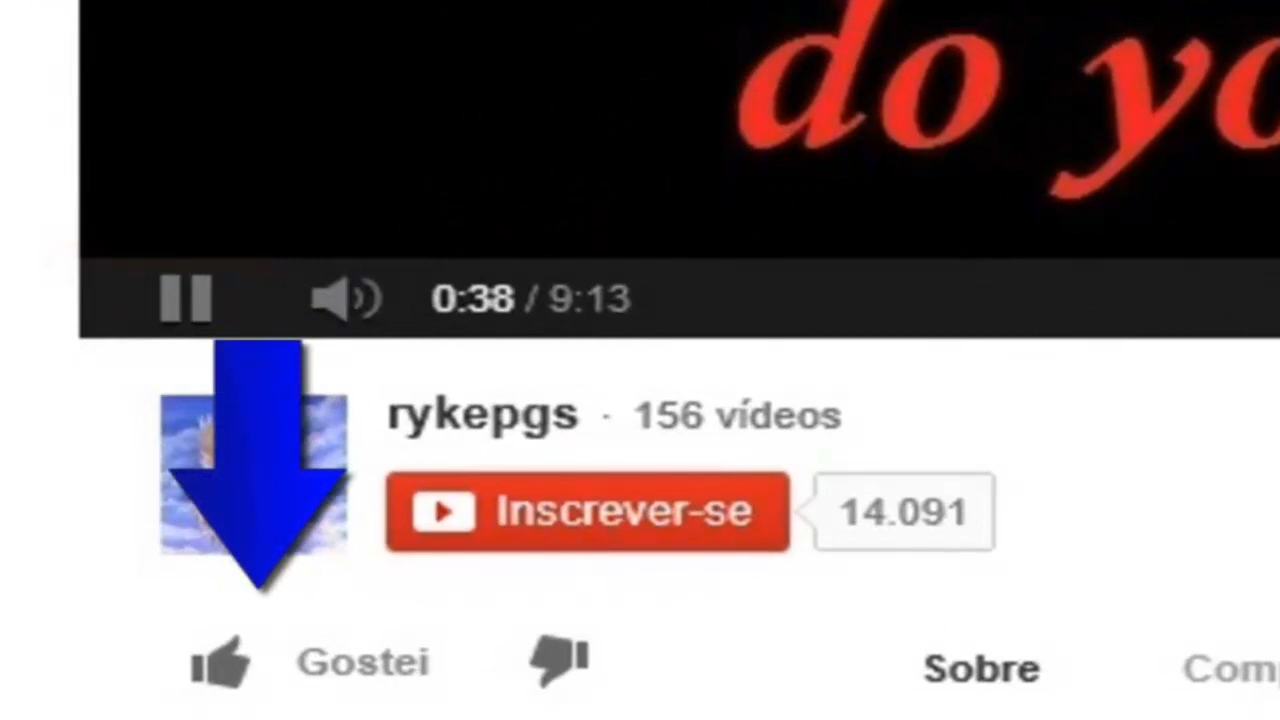 do yo
0:38 / 9:13
rykepgs · 156 vídeos
Inscrever-se 14.091
Gostei Sobre Comp